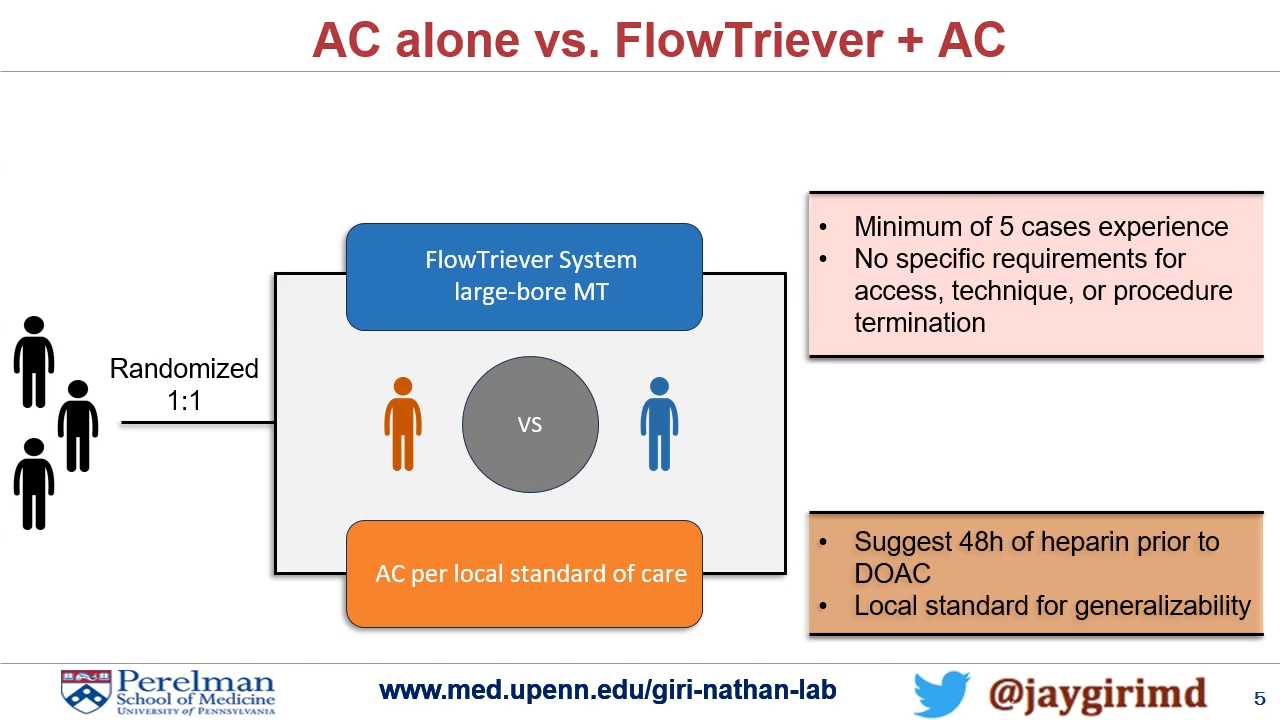 AC alone vs. FlowTriever + AC
Randomized
1:1
FlowTriever System
large-bore MT
vs
AC per local standard of care
• Minimum of 5 cases experience
• No specific requirements for
access, technique, or procedure
termination
• Suggest 48h of heparin prior to
DOAC
• Local standard for generalizability
Perelman
School of Medicine
University of Pennsylvania
www.med.upenn.edu/giri-nathan-lab
@jaygirimd
5